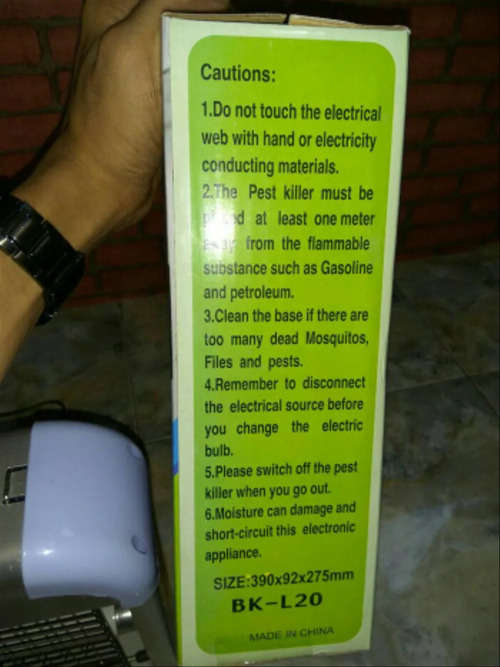 Cautions:
1.Do not touch the electrical
web with hand or electricity
conducting materials.
2.The Pest killer must be
placed at least one meter
away from the flammable
substance such as Gasoline
and petroleum.
3.Clean the base if there are
too many dead Mosquitos,
Files and pests.
4.Remember to disconnect
the electrical source before
you change the electric
bulb.
5.Please switch off the pest
killer when you go out.
6.Moisture can damage and
short-circuit this electronic
appliance.
SIZE:390x92x275mm
BK-L20
MADE IN CHINA